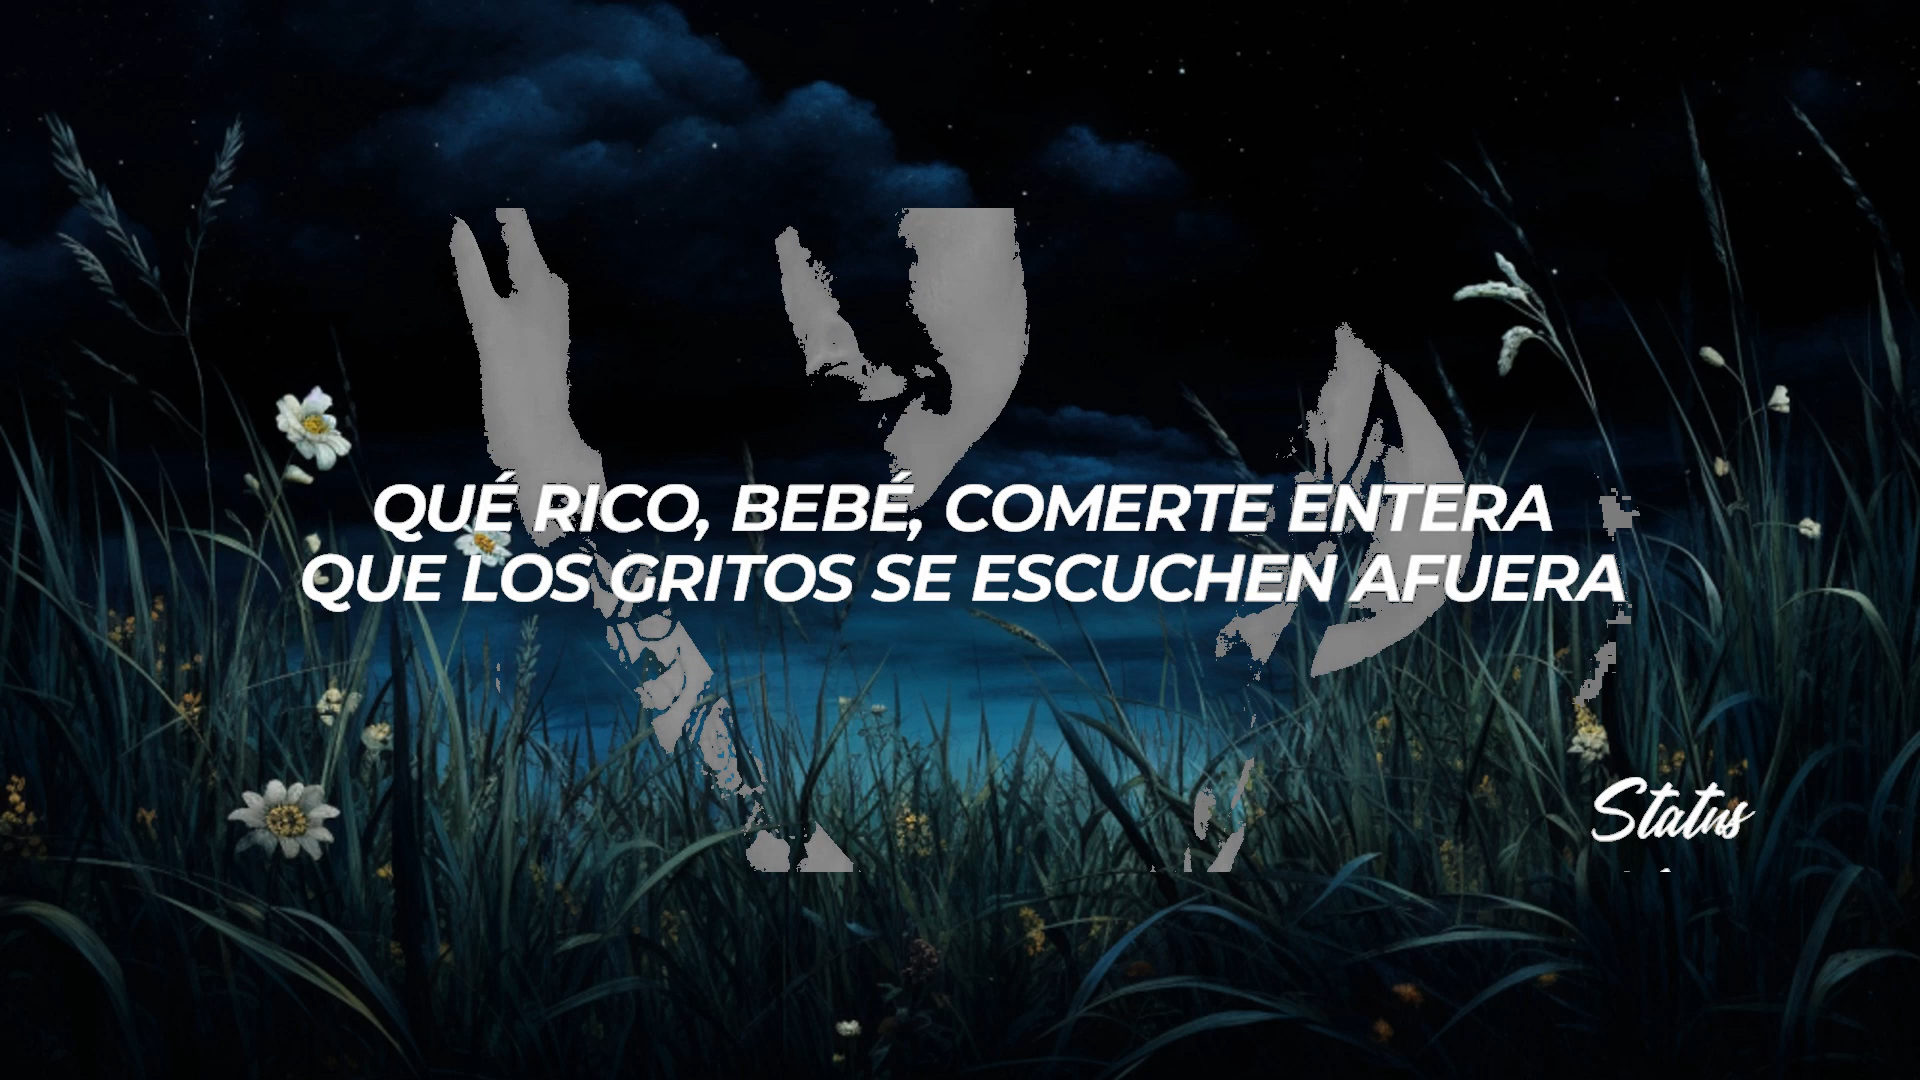 QUÉ RICO, BEBÉ, COMERTE ENTERA
QUE LOS GRITOS SE ESCUCHEN AFUERA
Status